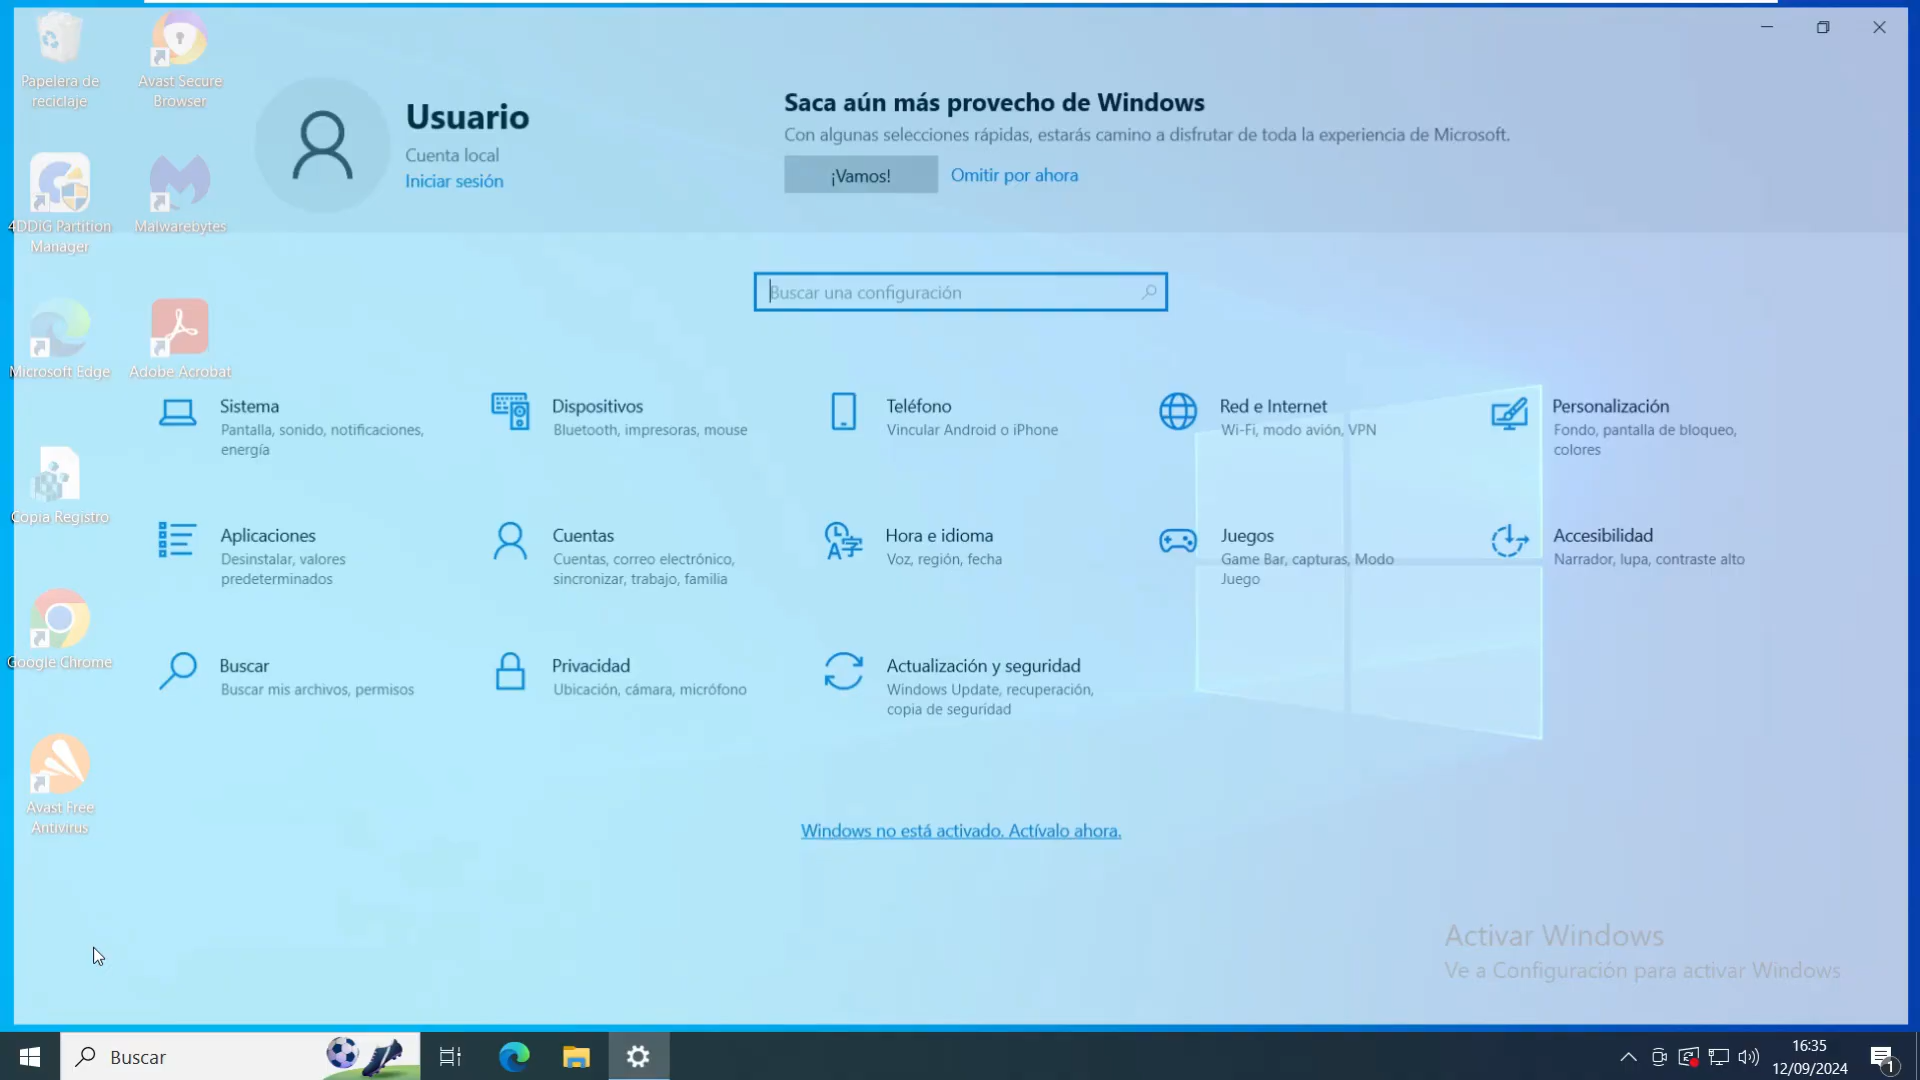 Papelera de
reciclaje
Avast Secure
Browser
4DDiG Partition
Manager
Malwarebytes
Microsoft Edge
Adobe Acrobat
Copia Registro
Google Chrome
Avast Free
Antivirus
Usuario
Cuenta local
Iniciar sesión
Saca aún más provecho de Windows
Con algunas selecciones rápidas, estarás camino a disfrutar de toda la experiencia de Microsoft.
¡Vamos!
Omitir por ahora
Buscar una configuración
Sistema
Pantalla, sonido, notificaciones,
energía
Dispositivos
Bluetooth, impresoras, mouse
Teléfono
Vincular Android o iPhone
Red e Internet
Wi-Fi, modo avión, VPN
Personalización
Fondo, pantalla de bloqueo,
colores
Aplicaciones
Desinstalar, valores
predeterminados
Cuentas
Cuentas, correo electrónico,
sincronizar, trabajo, familia
Hora e idioma
Voz, región, fecha
Juegos
Game Bar, capturas, Modo
Juego
Accesibilidad
Narrador, lupa, contraste alto
Buscar
Buscar mis archivos, permisos
Privacidad
Ubicación, cámara, micrófono
Actualización y seguridad
Windows Update, recuperación,
copia de seguridad
Windows no está activado. Actívalo ahora.
Activar Windows
Ve a Configuración para activar Windows
Buscar
16:35
12/09/2024
1